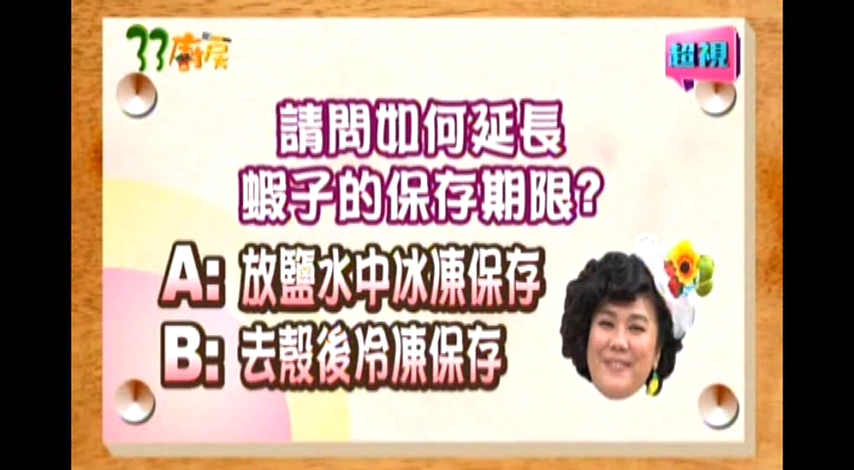 33廚房
超視
請問如何延長
蝦子的保存期限?
A: 放鹽水中冰凍保存
B: 去殼後冷凍保存